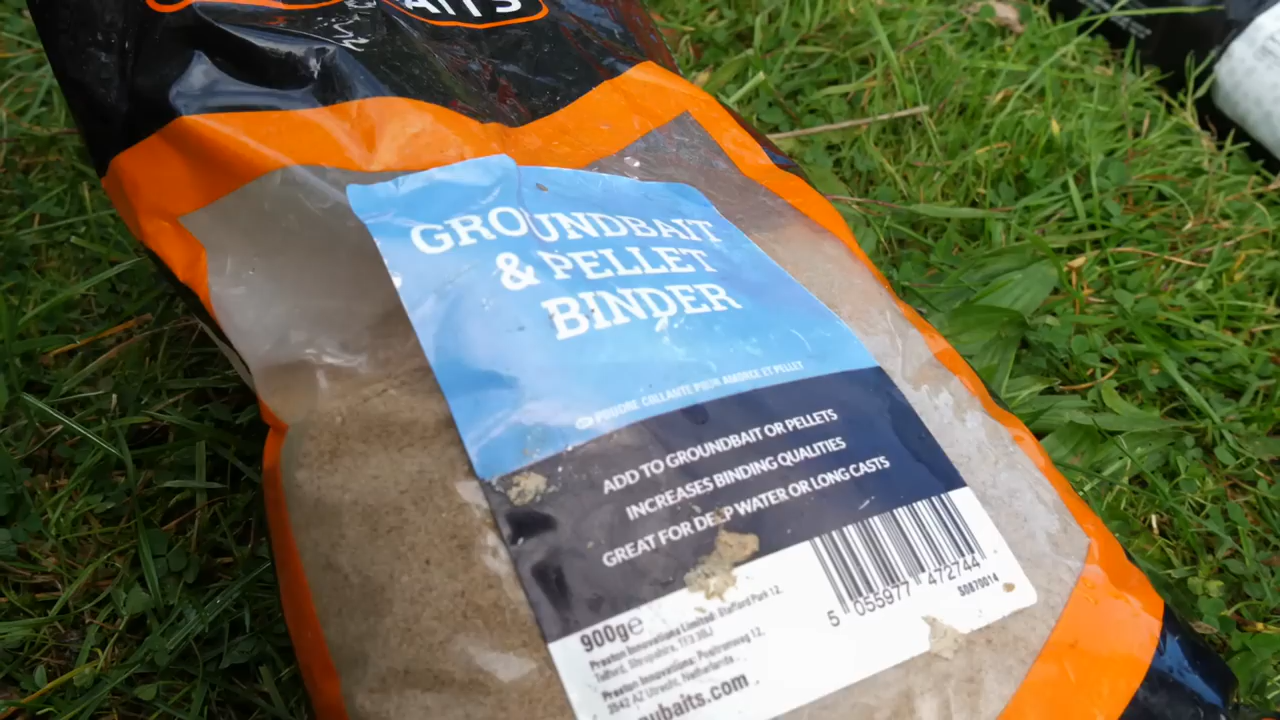 BAITS
GROUNDBAIT
& PELLET
BINDER
POUDRE COLLANTE POUR AMORCE ET PELLET
ADD TO GROUNDBAIT OR PELLETS
INCREASES BINDING QUALITIES
GREAT FOR DEEP WATER OR LONG CASTS
5 055977 472744
S0870014
900g℮
Preston Innovations Limited: Stafford Park 12,
Telford, Shropshire, TF3 3BJ
Preston Innovations:
3542 AZ Utrecht, Netherlands
nubaits.com